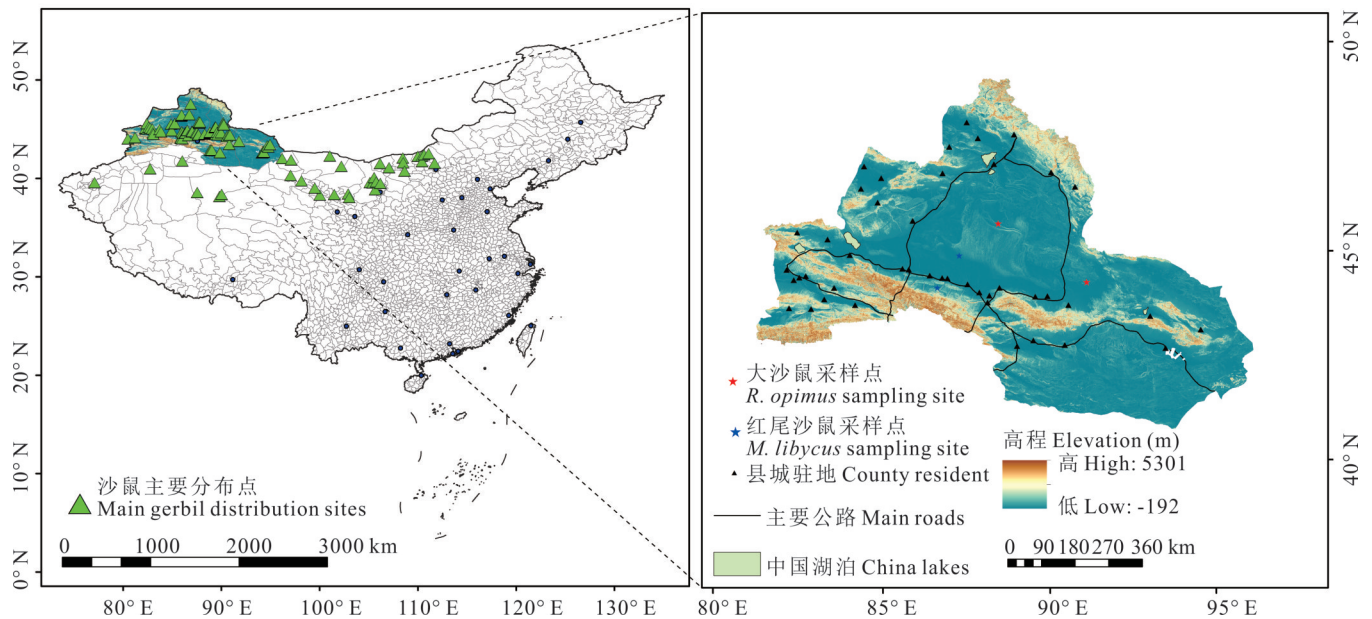 50° N
40° N
30° N
20° N
10° N
0° N
沙鼠主要分布点
Main gerbil distribution sites
0 1000 2000 3000 km
80° E 90° E 100° E 110° E 120° E 130° E
50° N
45° N
40° N
大沙鼠采样点
R. opimus sampling site
红尾沙鼠采样点
M. libycus sampling site
县城驻地 County resident
主要公路 Main roads
中国湖泊 China lakes
高程 Elevation (m)
高 High: 5301
低 Low: -192
0 90 180 270 360 km
80° E 85° E 90° E 95° E